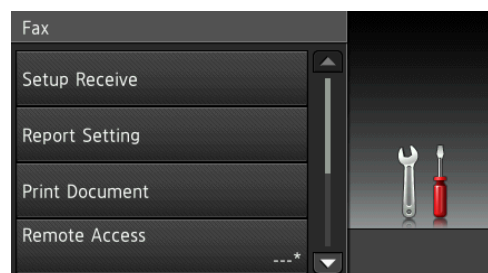 Fax
Setup Receive
Report Setting
Print Document
Remote Access
---*